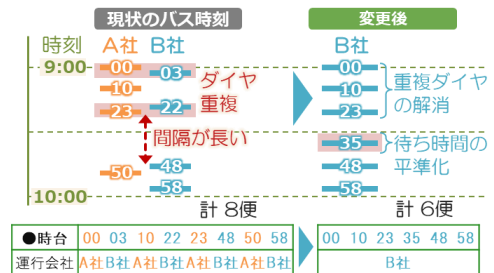 現状のバス時刻
変更後
時刻
A社 B社
B社
9:00
00
03
10
22
23
50
48
58
ダイヤ
重複
間隔が長い
10:00
計 8便
00
10
23
35
48
58
重複ダイヤ
の解消
待ち時間の
平準化
計 6便
●時台 00 03 10 22 23 48 50 58
00 10 23 35 48 58
運行会社 A社 B社 A社 B社 A社 B社 A社 B社
B社